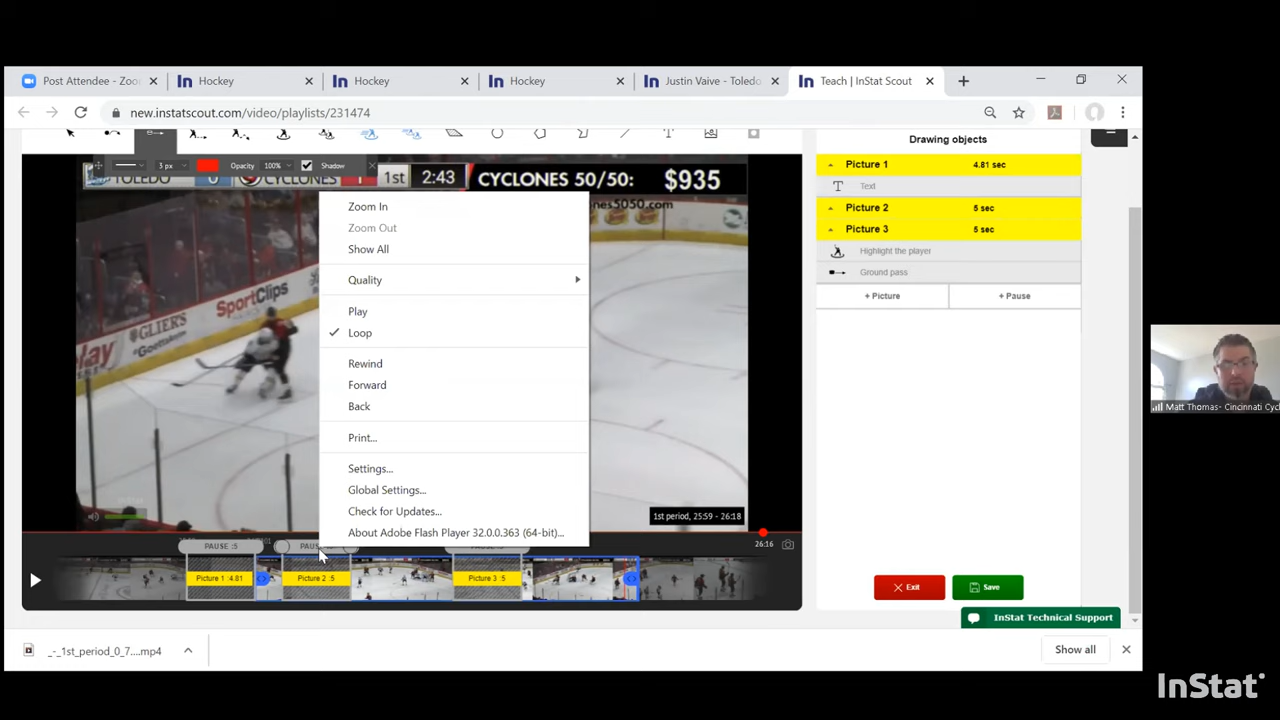 Post Attendee - Zoo
Hockey
Hockey
Hockey
Justin Vaive - Toledo
Teach | InStat Scout
new.instatscout.com/video/playlists/231474
3 px
Opacity
100%
Shadow
TOLEDO
0
CYCLONES
1st
2:43
CYCLONES 50/50:
$935
nes5050.com
SportClips
GLIERS
Goetta
Zoom In
Zoom Out
Show All
Quality
Play
Loop
Rewind
Forward
Back
Print...
Settings...
Global Settings...
Check for Updates...
About Adobe Flash Player 32.0.0.363 (64-bit)...
1st period, 25:59 - 26:18
26:16
PAUSE :5
PAUS
Picture 1 :4.81
Picture 2 :5
Picture 3 :5
Drawing objects
Picture 1
4.81 sec
T
Text
Picture 2
5 sec
Picture 3
5 sec
Highlight the player
Ground pass
+ Picture
+ Pause
Exit
Save
InStat Technical Support
_-_1st_period_0_7....mp4
Show all
Matt Thomas- Cincinnati Cycl
InStat